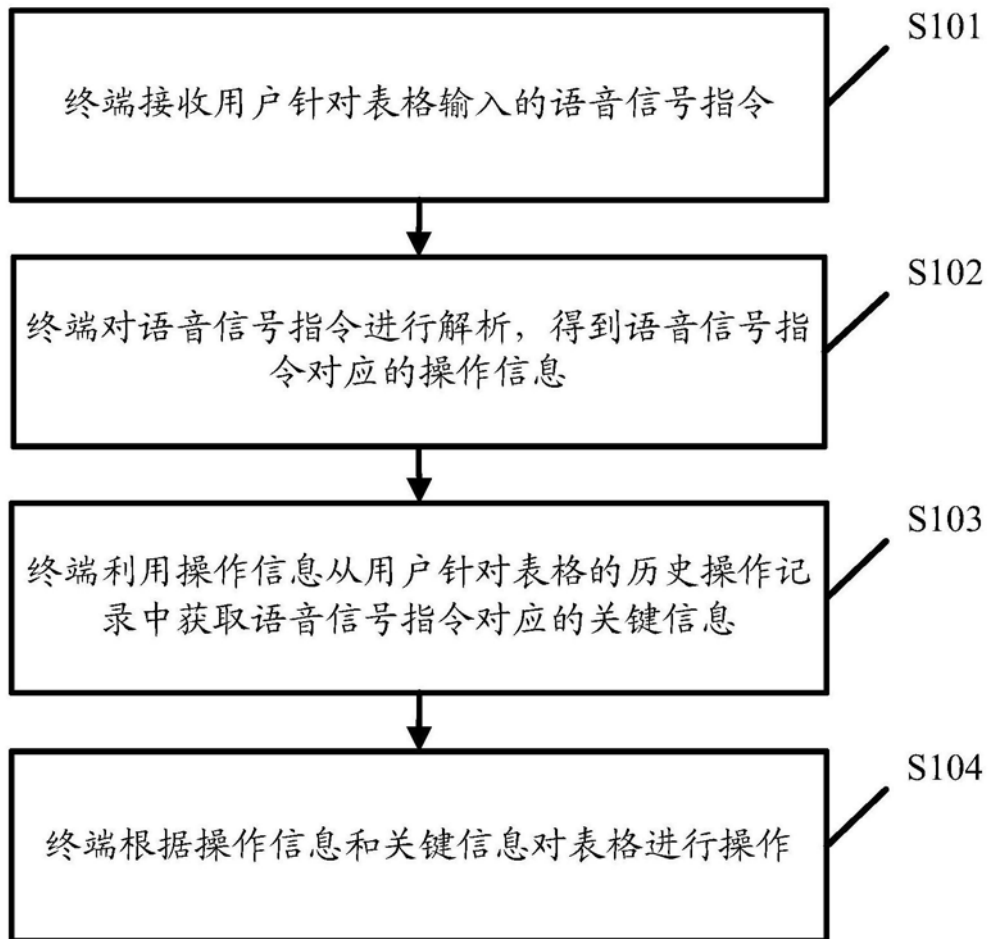 S101
终端接收用户针对表格输入的语音信号指令
S102
终端对语音信号指令进行解析，得到语音信号指
令对应的操作信息
S103
终端利用操作信息从用户针对表格的历史操作记
录中获取语音信号指令对应的关键信息
S104
终端根据操作信息和关键信息对表格进行操作